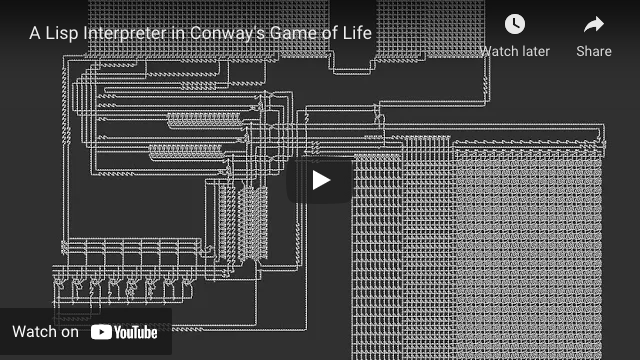 A Lisp Interpreter in Conway's Game of Life
Watch later
Share
Watch on YouTube